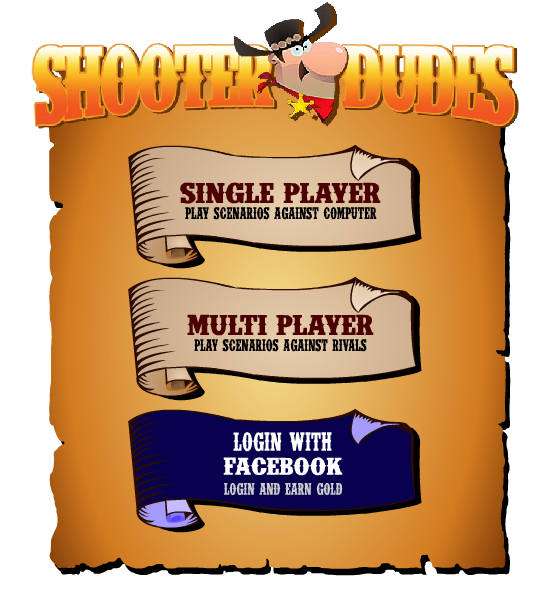 SHOOTER DUDES
SINGLE PLAYER
PLAY SCENARIOS AGAINST COMPUTER
MULTI PLAYER
PLAY SCENARIOS AGAINST RIVALS
LOGIN WITH
FACEBOOK
LOGIN AND EARN GOLD